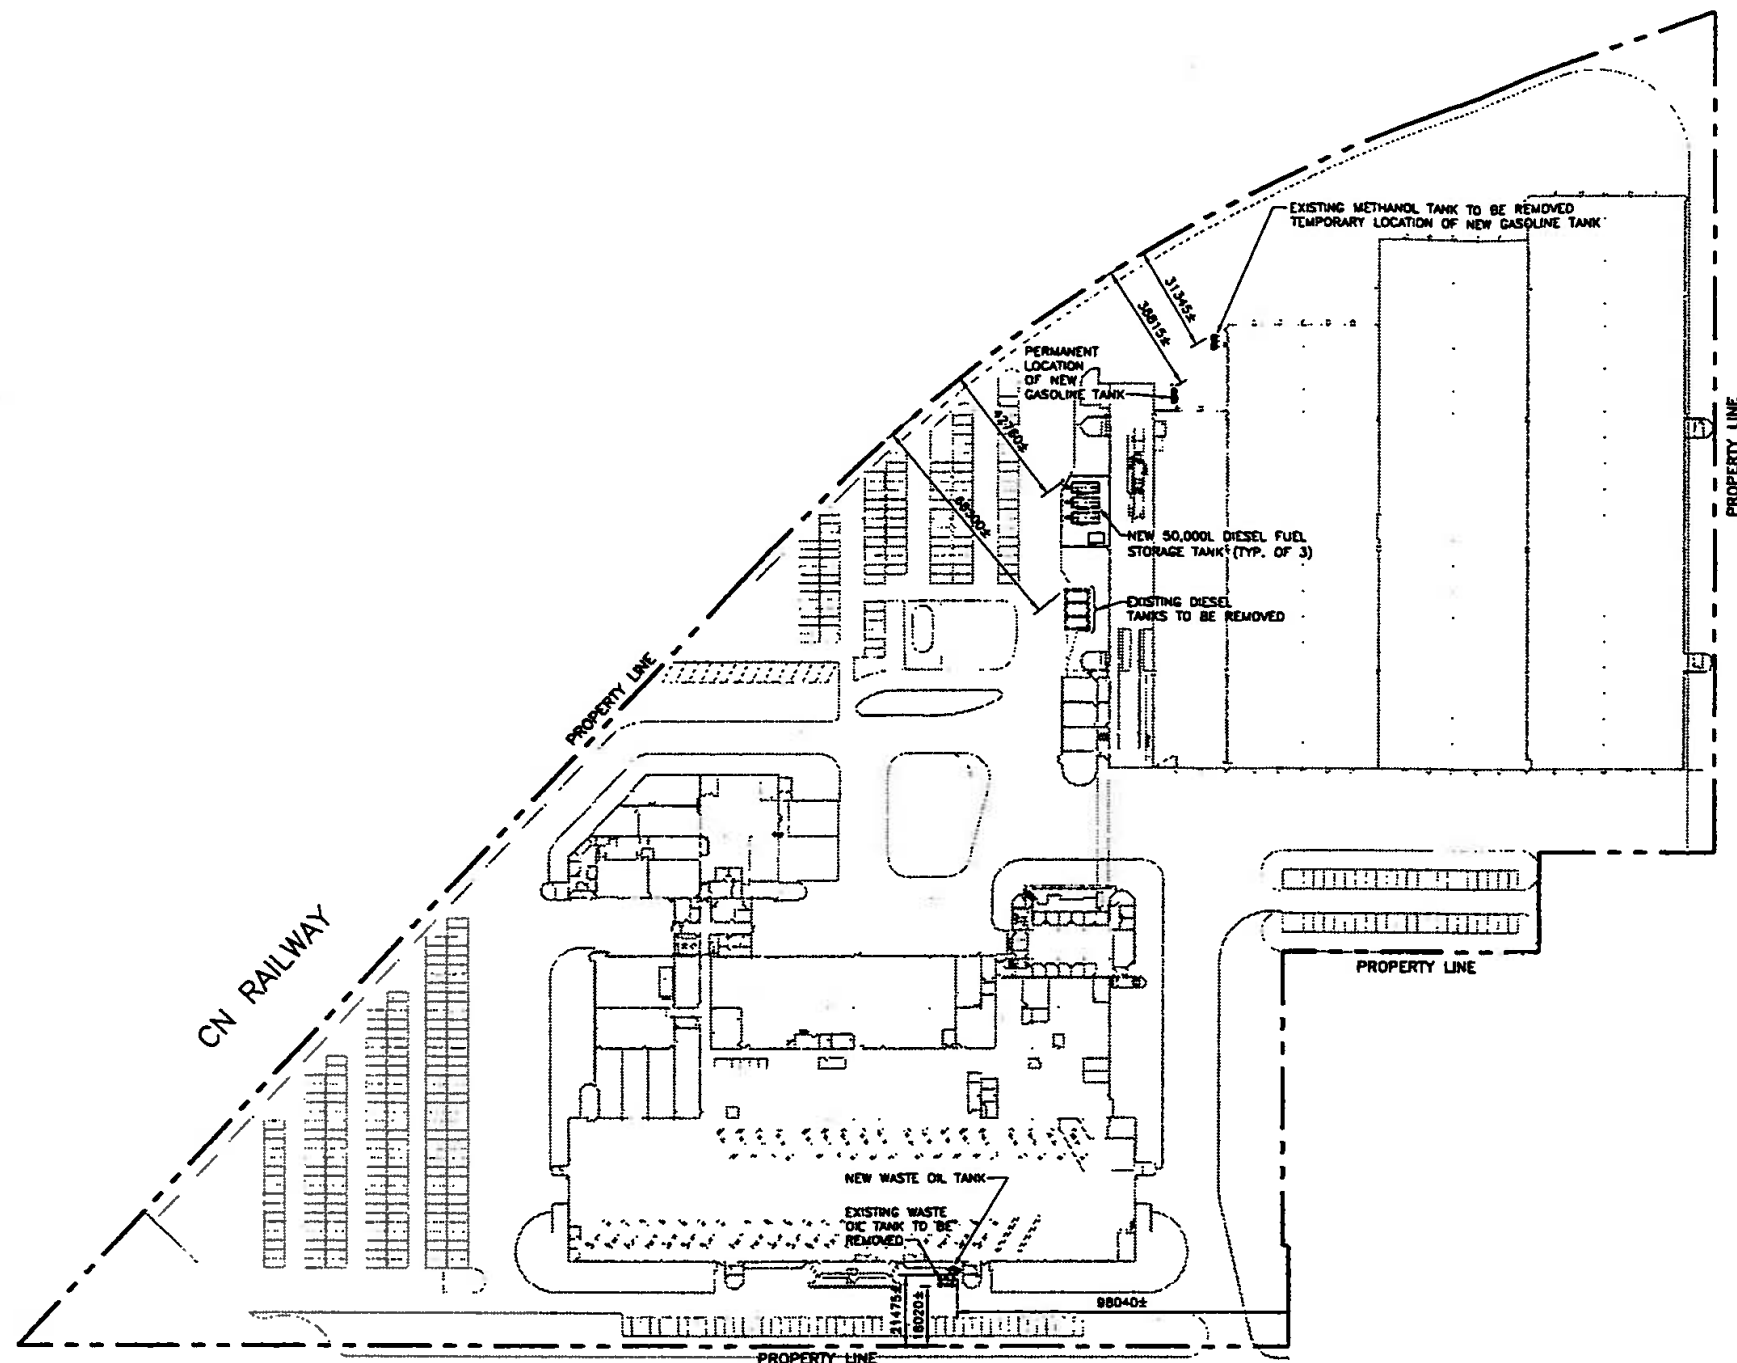 EXISTING METHANOL TANK TO BE REMOVED
TEMPORARY LOCATION OF NEW GASOLINE TANK
31345±
38815±
PERMANENT
LOCATION
OF NEW
GASOLINE TANK
42760±
PROPERTY LINE
NEW 50,000L DIESEL FUEL
STORAGE TANK (TYP. OF 3)
EXISTING DIESEL
TANKS TO BE REMOVED
PROPERTY LINE
CN RAILWAY
PROPERTY LINE
NEW WASTE OIL TANK
EXISTING WASTE
OIL TANK TO BE
REMOVED
21475±
18020±
98040±
PROPERTY LINE